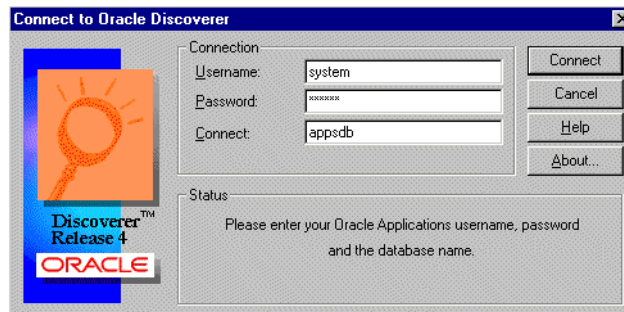 Connect to Oracle Discoverer
Connection
Username:
system
Password:
xxxxxx
Connect:
appsdb
Connect
Cancel
Help
About...
Discoverer™
Release 4
ORACLE
Status
Please enter your Oracle Applications username, password
and the database name.